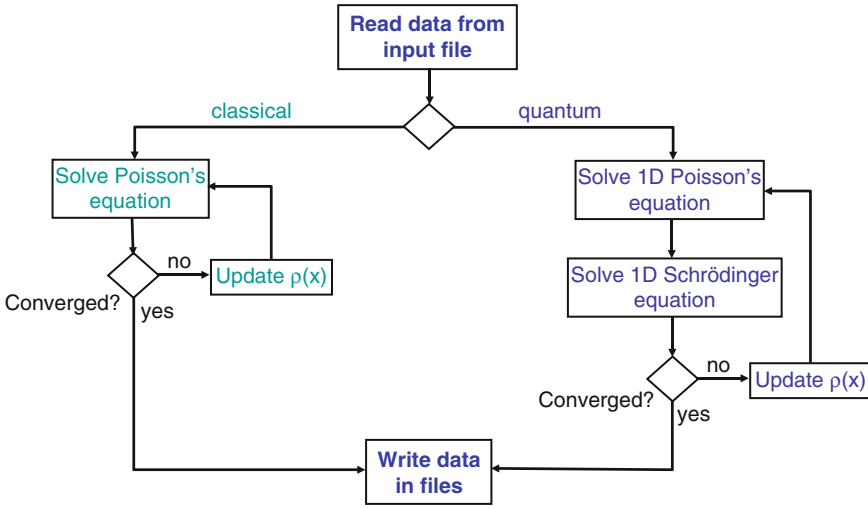 Read data from
input file
classical
quantum
Solve Poisson's
equation
no
Update ρ(x)
Converged?
yes
Solve 1D Poisson's
equation
Solve 1D Schrödinger
equation
no
Update ρ(x)
Converged?
yes
Write data
in files